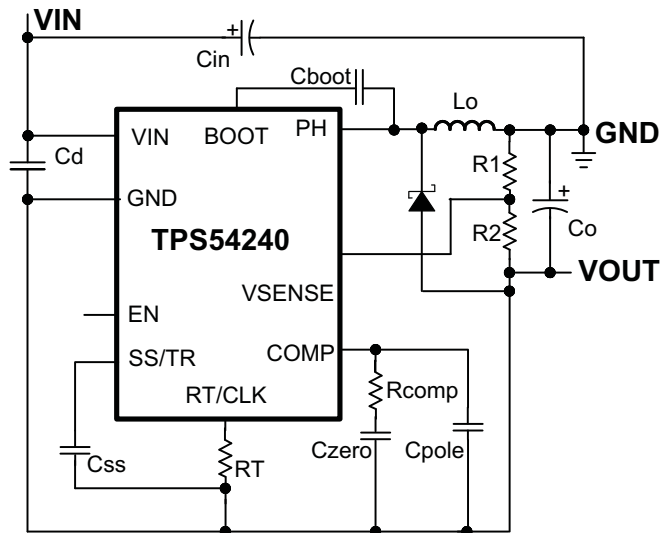 VIN
+
Cin
Cboot
Lo
VIN
BOOT
PH
GND
Cd
R1
GND
+
TPS54240
R2
Co
VOUT
VSENSE
EN
COMP
SS/TR
RT/CLK
Rcomp
Css
RT
Czero
Cpole